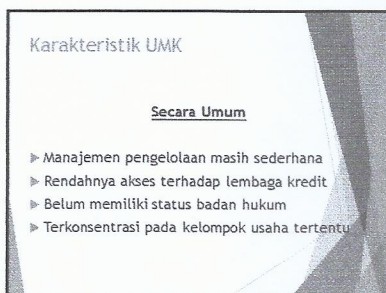 Karakteristik UMK
Secara Umum
Manajemen pengelolaan masih sederhana
Rendahnya akses terhadap lembaga kredit
Belum memiliki status badan hukum
Terkonsentrasi pada kelompok usaha tertentu